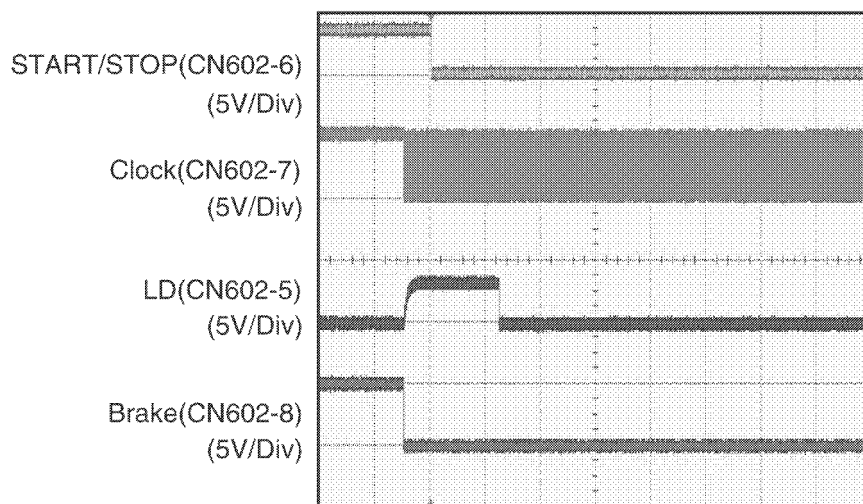 START/STOP(CN602-6)
(5V/Div)
Clock(CN602-7)
(5V/Div)
LD(CN602-5)
(5V/Div)
Brake(CN602-8)
(5V/Div)